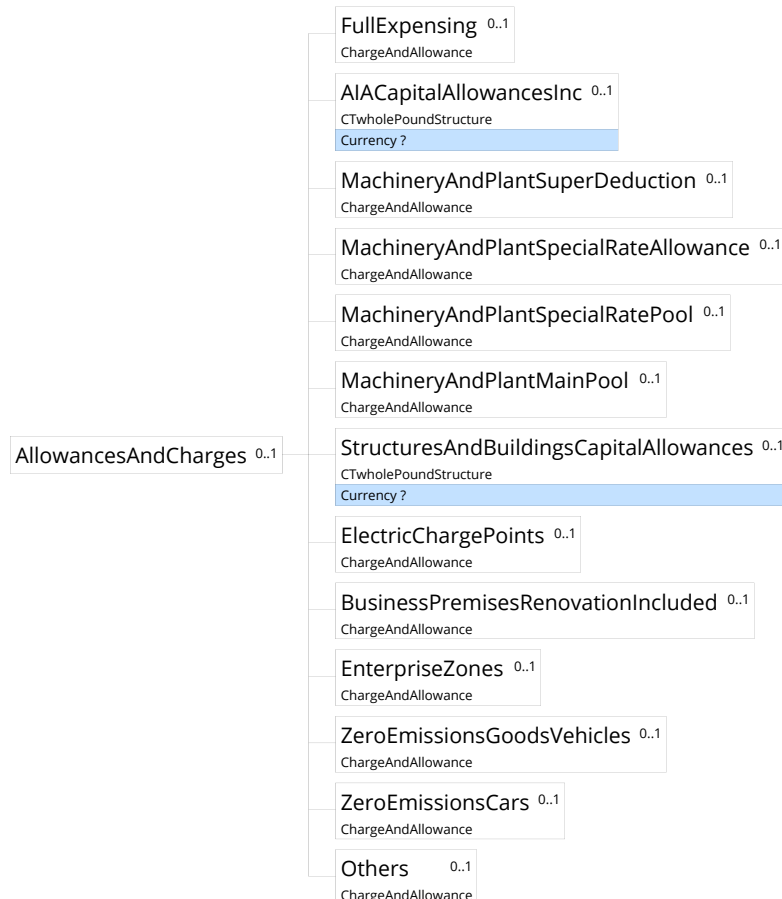 FullExpensing 0..1
ChargeAndAllowance
AIACapitalAllowancesInc 0..1
CTwholePoundStructure
Currency ?
MachineryAndPlantSuperDeduction 0..1
ChargeAndAllowance
MachineryAndPlantSpecialRateAllowance 0..1
ChargeAndAllowance
MachineryAndPlantSpecialRatePool 0..1
ChargeAndAllowance
MachineryAndPlantMainPool 0..1
ChargeAndAllowance
AllowancesAndCharges 0..1
StructuresAndBuildingsCapitalAllowances 0..1
CTwholePoundStructure
Currency ?
ElectricChargePoints 0..1
ChargeAndAllowance
BusinessPremisesRenovationIncluded 0..1
ChargeAndAllowance
EnterpriseZones 0..1
ChargeAndAllowance
ZeroEmissionsGoodsVehicles 0..1
ChargeAndAllowance
ZeroEmissionsCars 0..1
ChargeAndAllowance
Others 0..1
ChargeAndAllowance